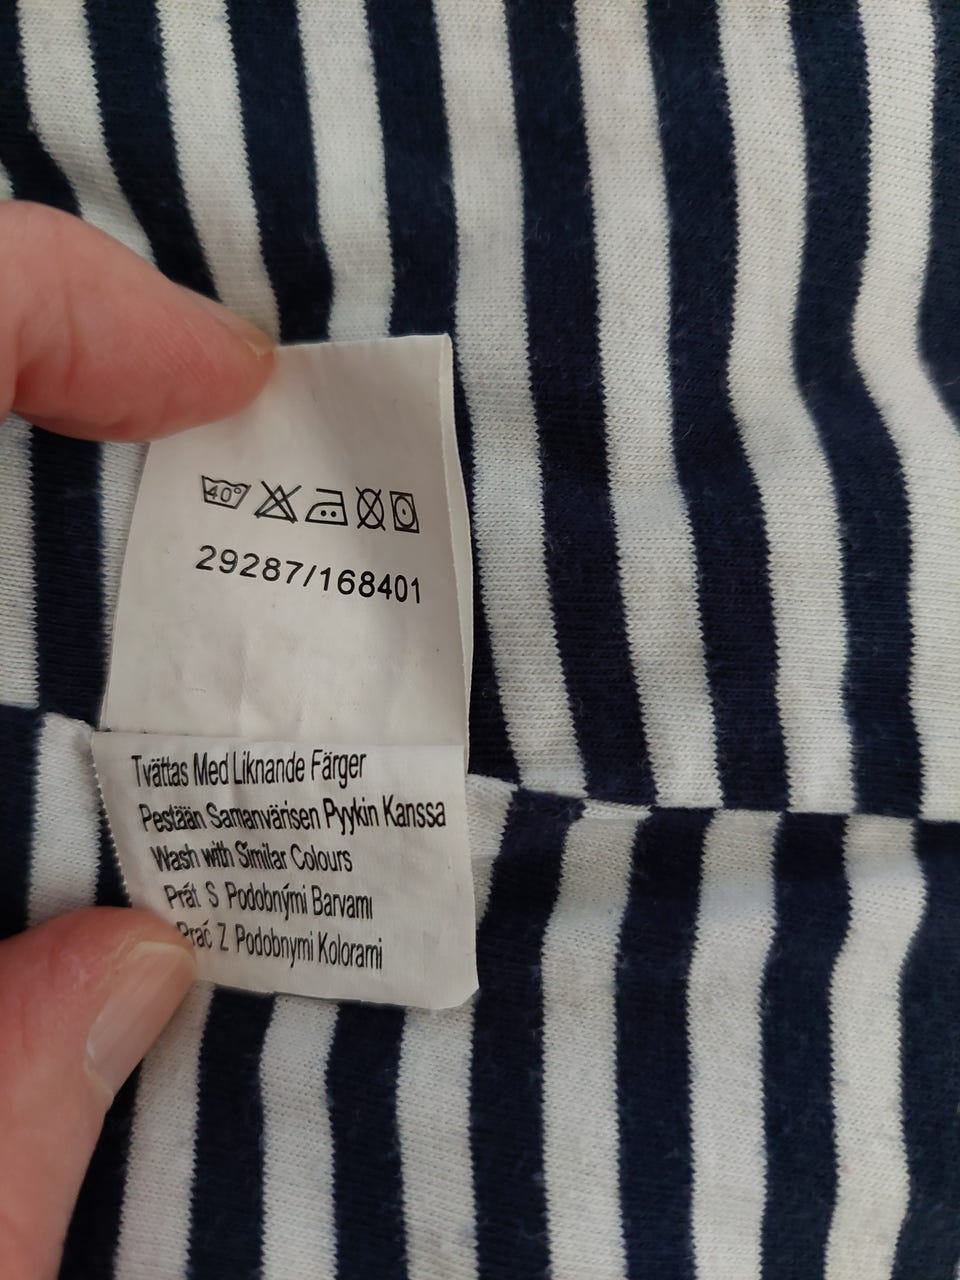 40°
29287/168401
Tvättas Med Liknande Färger
Pestään Samanvärisen Pyykin Kanssa
Wash with Similar Colours
Prát S Podobnými Barvami
Prać Z Podobnymi Kolorami